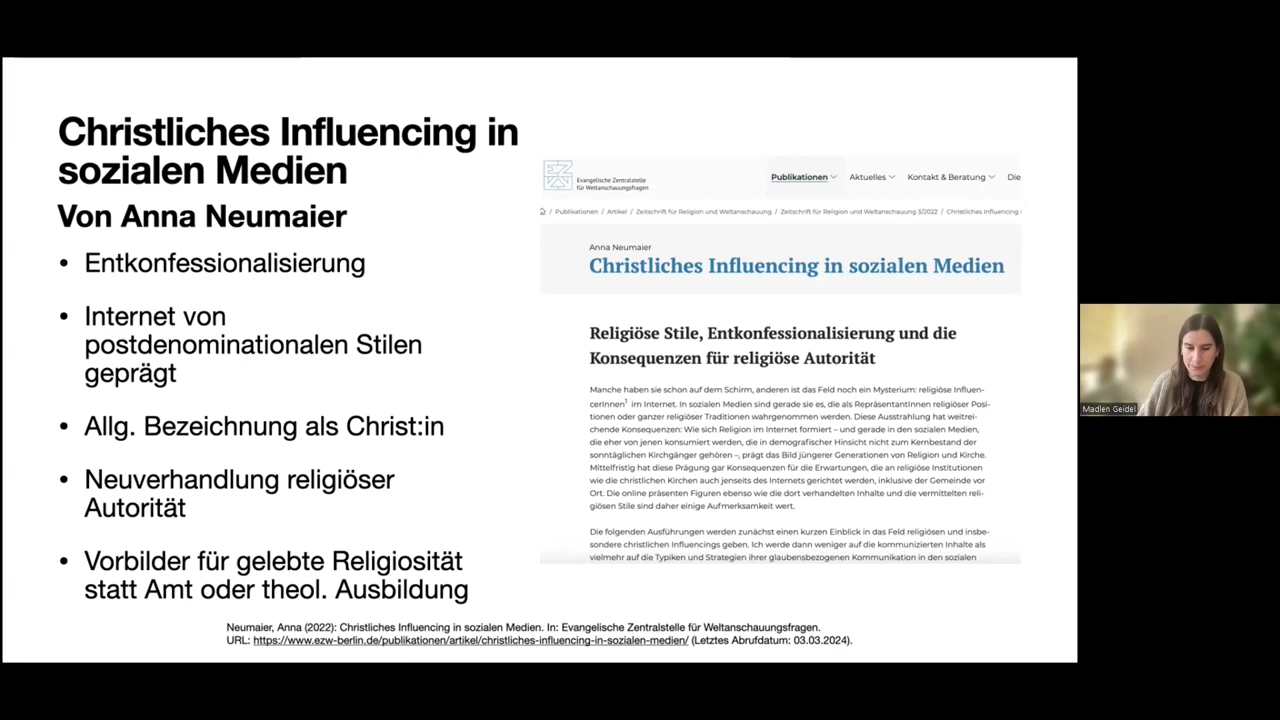 Christliches Influencing in
sozialen Medien
Von Anna Neumaier
• Entkonfessionalisierung
• Internet von
postdenominationalen Stilen
geprägt
• Allg. Bezeichnung als Christ:in
• Neuverhandlung religiöser
Autorität
• Vorbilder für gelebte Religiosität
statt Amt oder theol. Ausbildung
EZW
Evangelische Zentralstelle
für Weltanschauungsfragen
Publikationen Aktuelles Kontakt & Beratung Die
/ Publikationen / Artikel / Zeitschrift für Religion und Weltanschauung / Zeitschrift für Religion und Weltanschauung 3/2022 / Christliches Influencing
Anna Neumaier
Christliches Influencing in sozialen Medien
Religiöse Stile, Entkonfessionalisierung und die
Konsequenzen für religiöse Autorität
Manche haben sie schon auf dem Schirm, anderen ist das Feld noch ein Mysterium: religiöse Influen-
cerInnen1 im Internet. In sozialen Medien sind gerade sie es, die als RepräsentantInnen religiöser Posi-
tionen oder ganzer religiöser Traditionen wahrgenommen werden. Diese Ausstrahlung hat weitrei-
chende Konsequenzen: Wie sich Religion im Internet formiert – und gerade in den sozialen Medien,
die eher von jenen konsumiert werden, die in demografischer Hinsicht nicht zum Kernbestand der
sonntäglichen Kirchgänger gehören –, prägt das Bild jüngerer Generationen von Religion und Kirche.
Mittelfristig hat diese Prägung gar Konsequenzen für die Erwartungen, die an religiöse Institutionen
wie die christlichen Kirchen auch jenseits des Internets gerichtet werden, inklusive der Gemeinde vor
Ort. Die online präsenten Figuren ebenso wie die dort verhandelten Inhalte und die vermittelten reli-
giösen Stile sind daher einige Aufmerksamkeit wert.
Die folgenden Ausführungen werden zunächst einen kurzen Einblick in das Feld religiösen und insbe-
sondere christlichen Influencings geben. Ich werde dann weniger auf die kommunizierten Inhalte als
vielmehr auf die Typiken und Strategien ihrer glaubensbezogenen Kommunikation in den sozialen
Neumaier, Anna (2022): Christliches Influencing in sozialen Medien. In: Evangelische Zentralstelle für Weltanschauungsfragen.
URL: https://www.ezw-berlin.de/publikationen/artikel/christliches-influencing-in-sozialen-medien/ (Letztes Abrufdatum: 03.03.2024).
Madlen Geidel